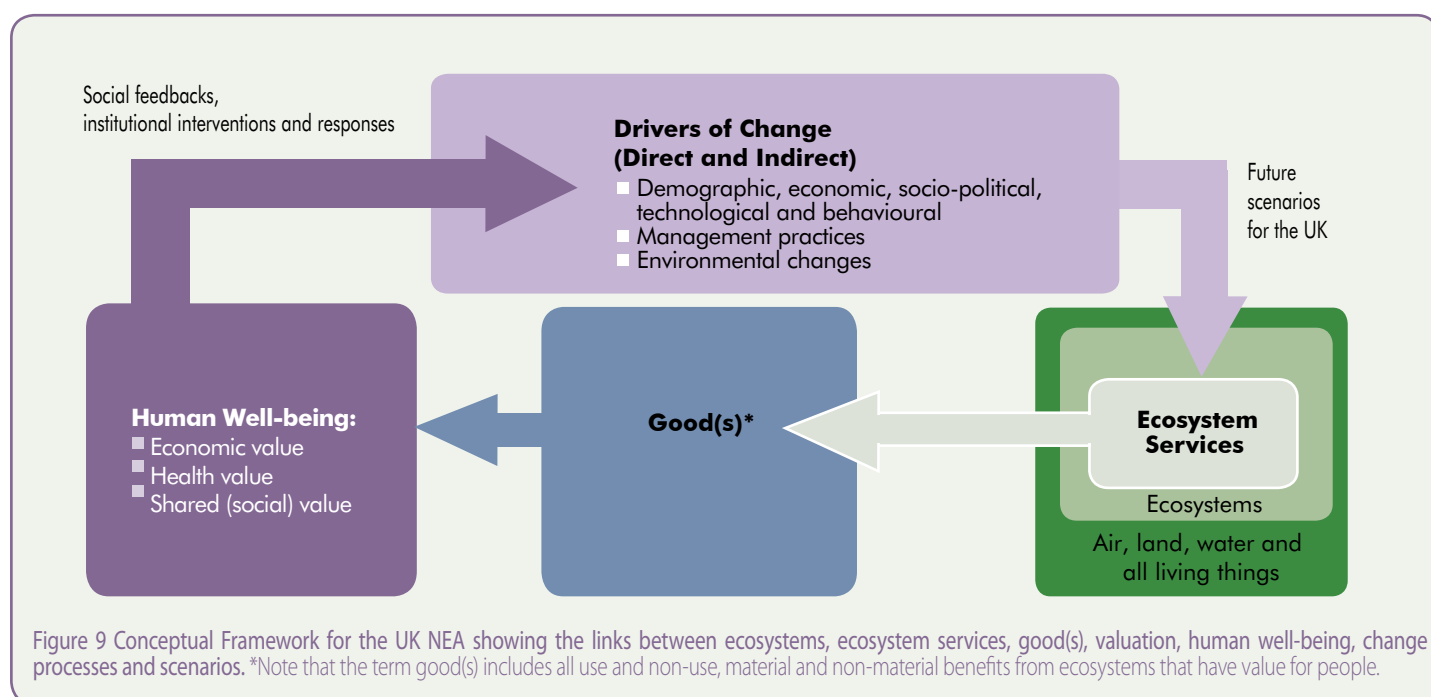 Social feedbacks,
institutional interventions and responses
Drivers of Change
(Direct and Indirect)
Demographic, economic, socio-political,
technological and behavioural
Management practices
Environmental changes
Future
scenarios
for the UK
Human Well-being:
Economic value
Health value
Shared (social) value
Good(s)*
Ecosystem
Services
Ecosystems
Air, land, water and
all living things
Figure 9 Conceptual Framework for the UK NEA showing the links between ecosystems, ecosystem services, good(s), valuation, human well-being, change
processes and scenarios. *Note that the term good(s) includes all use and non-use, material and non-material benefits from ecosystems that have value for people.